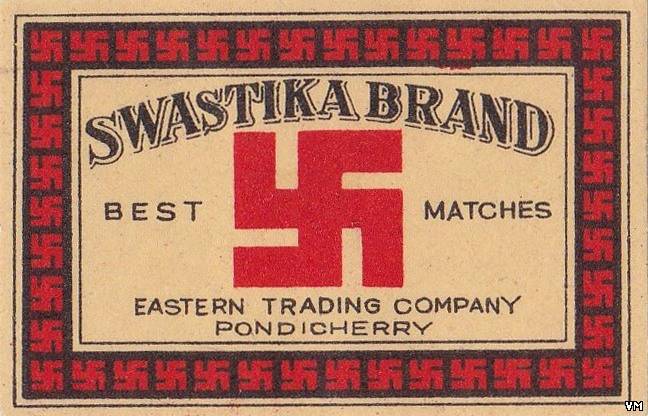 SWASTIKA BRAND
BEST MATCHES
EASTERN TRADING COMPANY
PONDICHERRY
VM